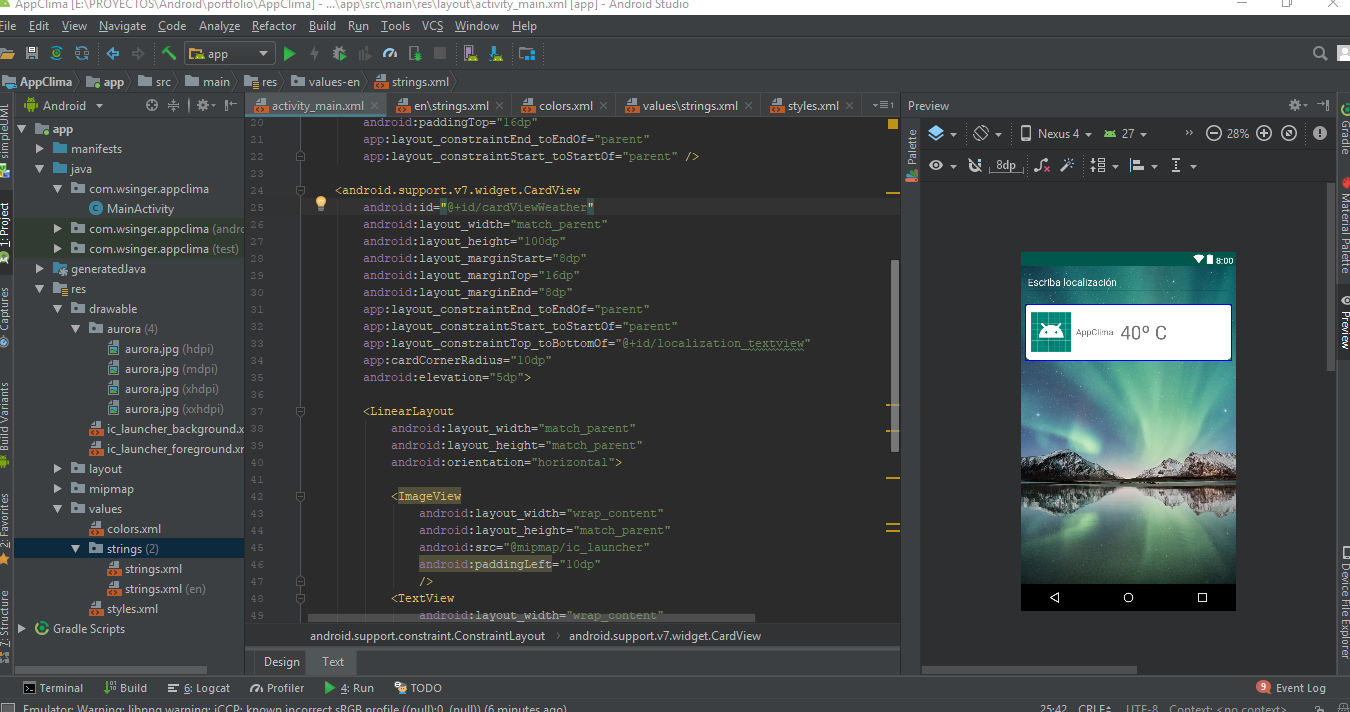 AppClima [E:\PROYECTOS\Android\portfolio\AppClima] - ...\app\src\main\res\layout\activity_main.xml [app] - Android Studio
File Edit View Navigate Code Analyze Refactor Build Run Tools VCS Window Help
app
AppClima app src main res values-en strings.xml
Android
activity_main.xml en\strings.xml colors.xml values\strings.xml styles.xml
Preview
1: Project
Captures
Build Variants
2: Favorites
7: Structure
simpleUML
app
manifests
java
com.wsinger.appclima
MainActivity
com.wsinger.appclima (andro
com.wsinger.appclima (test)
generatedJava
res
drawable
aurora (4)
aurora.jpg (hdpi)
aurora.jpg (mdpi)
aurora.jpg (xhdpi)
aurora.jpg (xxhdpi)
ic_launcher_background.x
ic_launcher_foreground.xr
layout
mipmap
values
colors.xml
strings (2)
strings.xml
strings.xml (en)
styles.xml
Gradle Scripts
20 android:paddingTop="16dp"
21 app:layout_constraintEnd_toEndOf="parent"
22 app:layout_constraintStart_toStartOf="parent" />
23
24 <android.support.v7.widget.CardView
25 android:id="@+id/cardViewWeather"
26 android:layout_width="match_parent"
27 android:layout_height="100dp"
28 android:layout_marginStart="8dp"
29 android:layout_marginTop="16dp"
30 android:layout_marginEnd="8dp"
31 app:layout_constraintEnd_toEndOf="parent"
32 app:layout_constraintStart_toStartOf="parent"
33 app:layout_constraintTop_toBottomOf="@+id/localization_textview"
34 app:cardCornerRadius="10dp"
35 android:elevation="5dp">
36
37 <LinearLayout
38 android:layout_width="match_parent"
39 android:layout_height="match_parent"
40 android:orientation="horizontal">
41
42 <ImageView
43 android:layout_width="wrap_content"
44 android:layout_height="match_parent"
45 android:src="@mipmap/ic_launcher"
46 android:paddingLeft="10dp"
47 />
48 <TextView
49 android:layout_width="wrap_content"
android.support.constraint.ConstraintLayout android.support.v7.widget.CardView
Design Text
Palette
Nexus 4 27 28%
8dp
8:00
Escriba localización
AppClima 40º C
Gradle
Material Palette
Preview
Device File Explorer
Terminal Build 6: Logcat Profiler 4: Run TODO 9 Event Log
Emulator: Warning: libpng warning: iCCP: known incorrect sRGB profile ((null):0, (null)) (6 minutes ago) 25:42 CRLF UTF-8 Context: <no context>